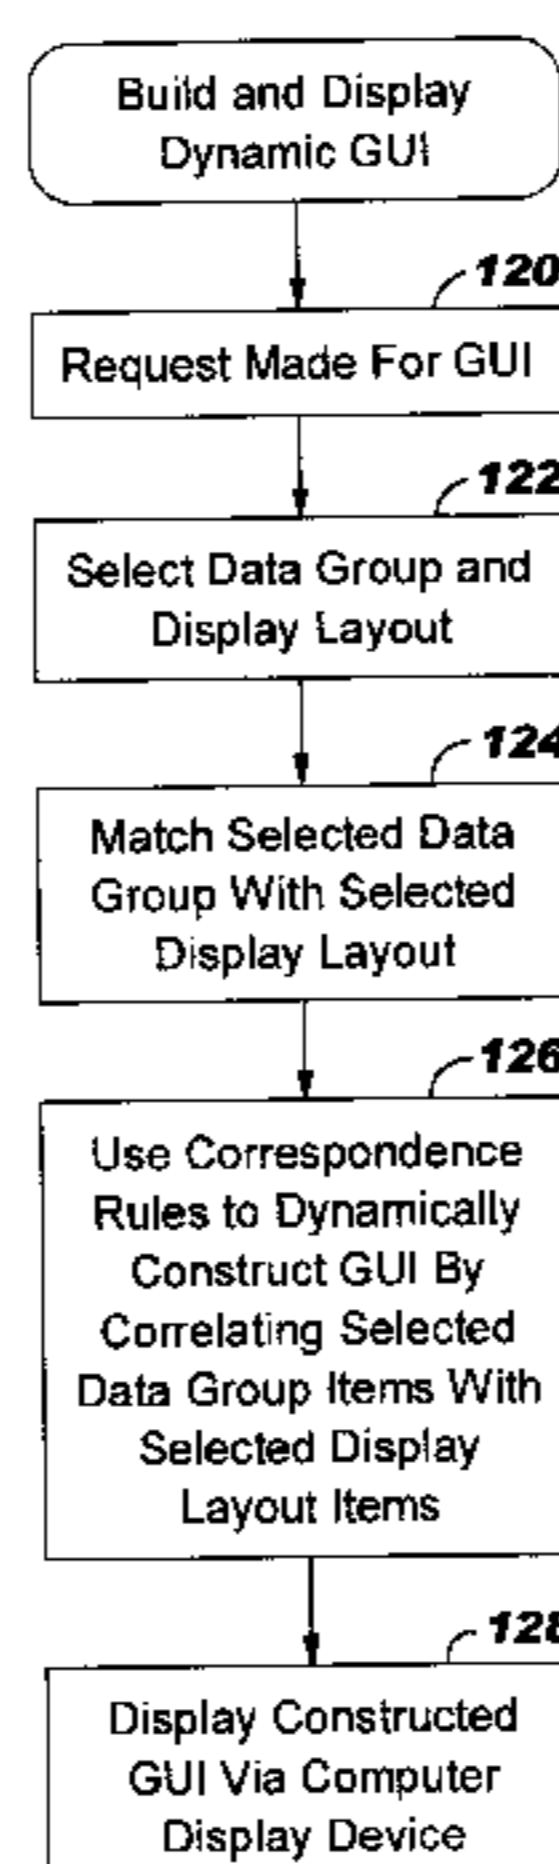 Build and Display
Dynamic GUI
120
Request Made For GUI
122
Select Data Group and
Display Layout
124
Match Selected Data
Group With Selected
Display Layout
126
Use Correspondence
Rules to Dynamically
Construct GUI By
Correlating Selected
Data Group Items With
Selected Display
Layout Items
128
Display Constructed
GUI Via Computer
Display Device